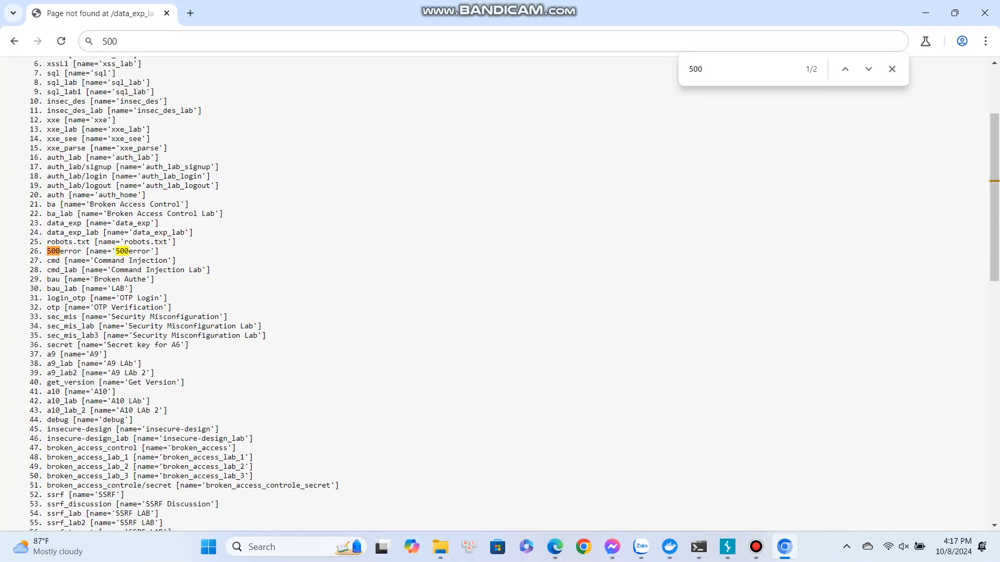 Page not found at /data_exp_la
www.BANDICAM.com
500
500
1/2
6. xssL1 [name='xss_lab']
7. sql [name='sql']
8. sql_lab [name='sql_lab']
9. sql_lab1 [name='sql_lab']
10. insec_des [name='insec_des']
11. insec_des_lab [name='insec_des_lab']
12. xxe [name='xxe']
13. xxe_lab [name='xxe_lab']
14. xxe_see [name='xxe_see']
15. xxe_parse [name='xxe_parse']
16. auth_lab [name='auth_lab']
17. auth_lab/signup [name='auth_lab_signup']
18. auth_lab/login [name='auth_lab_login']
19. auth_lab/logout [name='auth_lab_logout']
20. auth [name='auth_home']
21. ba [name='Broken Access Control']
22. ba_lab [name='Broken Access Control Lab']
23. data_exp [name='data_exp']
24. data_exp_lab [name='data_exp_lab']
25. robots.txt [name='robots.txt']
26. 500error [name='500error']
27. cmd [name='Command Injection']
28. cmd_lab [name='Command Injection Lab']
29. bau [name='Broken Authe']
30. bau_lab [name='LAB']
31. login_otp [name='OTP Login']
32. otp [name='OTP Verification']
33. sec_mis [name='Security Misconfiguration']
34. sec_mis_lab [name='Security Misconfiguration Lab']
35. sec_mis_lab3 [name='Security Misconfiguration Lab']
36. secret [name='Secret key for A6']
37. a9 [name='A9']
38. a9_lab [name='A9 LAb']
39. a9_lab2 [name='A9 LAb 2']
40. get_version [name='Get Version']
41. a10 [name='A10']
42. a10_lab [name='A10 LAb']
43. a10_lab_2 [name='A10 LAb 2']
44. debug [name='debug']
45. insecure-design [name='insecure-design']
46. insecure-design_lab [name='insecure-design_lab']
47. broken_access_control [name='broken_access']
48. broken_access_lab_1 [name='broken_access_lab_1']
49. broken_access_lab_2 [name='broken_access_lab_2']
50. broken_access_lab_3 [name='broken_access_lab_3']
51. broken_access_controle/secret [name='broken_access_controle_secret']
52. ssrf [name='SSRF']
53. ssrf_discussion [name='SSRF Discussion']
54. ssrf_lab [name='SSRF LAB']
55. ssrf_lab2 [name='SSRF LAB']
87°F
Mostly cloudy
Search
Zalo
4:17 PM
10/8/2024